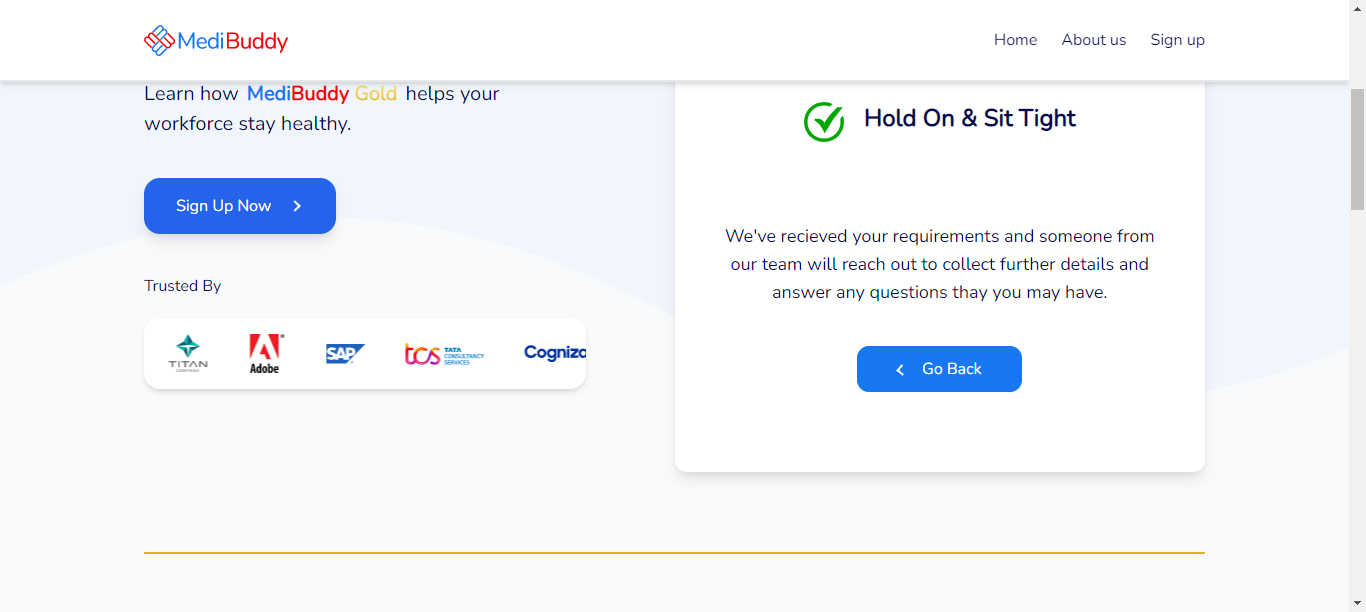 MediBuddy
Home
About us
Sign up
Learn how MediBuddy Gold helps your
workforce stay healthy.
Sign Up Now
Trusted By
TITAN
COMPANY
Adobe
SAP
tcs TATA
CONSULTANCY
SERVICES
Cogniza
Hold On & Sit Tight
We've recieved your requirements and someone from
our team will reach out to collect further details and
answer any questions thay you may have.
Go Back